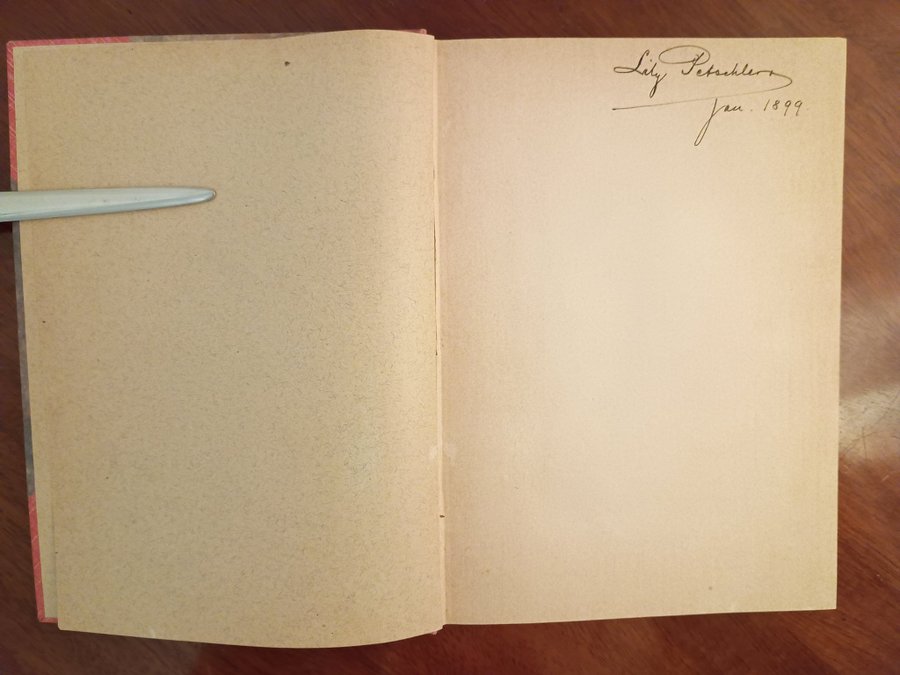 Lily Petschler
Jan. 1899.